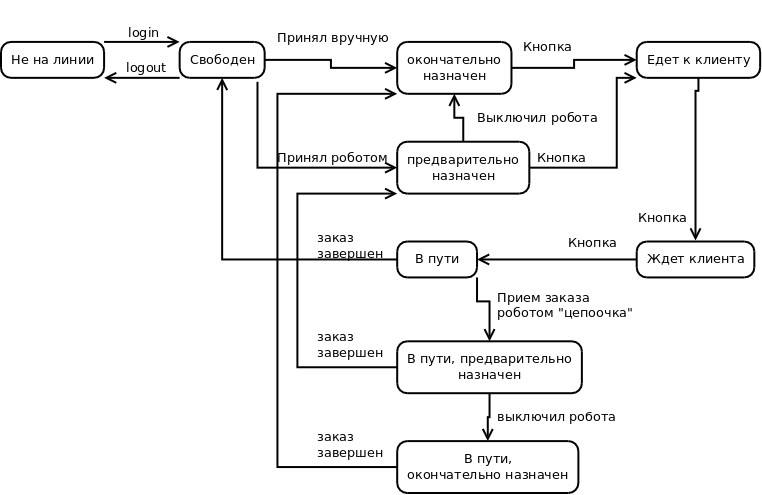 login
Принял вручную
Не на линии
Свободен
окончательно
назначен
Кнопка
Едет к клиенту
logout
Выключил робота
Принял роботом
предварительно
назначен
Кнопка
Кнопка
заказ
завершен
В пути
Кнопка
Ждет клиента
Прием заказа
роботом "цепоочка"
заказ
завершен
В пути, предварительно
назначен
выключил робота
заказ
завершен
В пути,
окончательно назначен